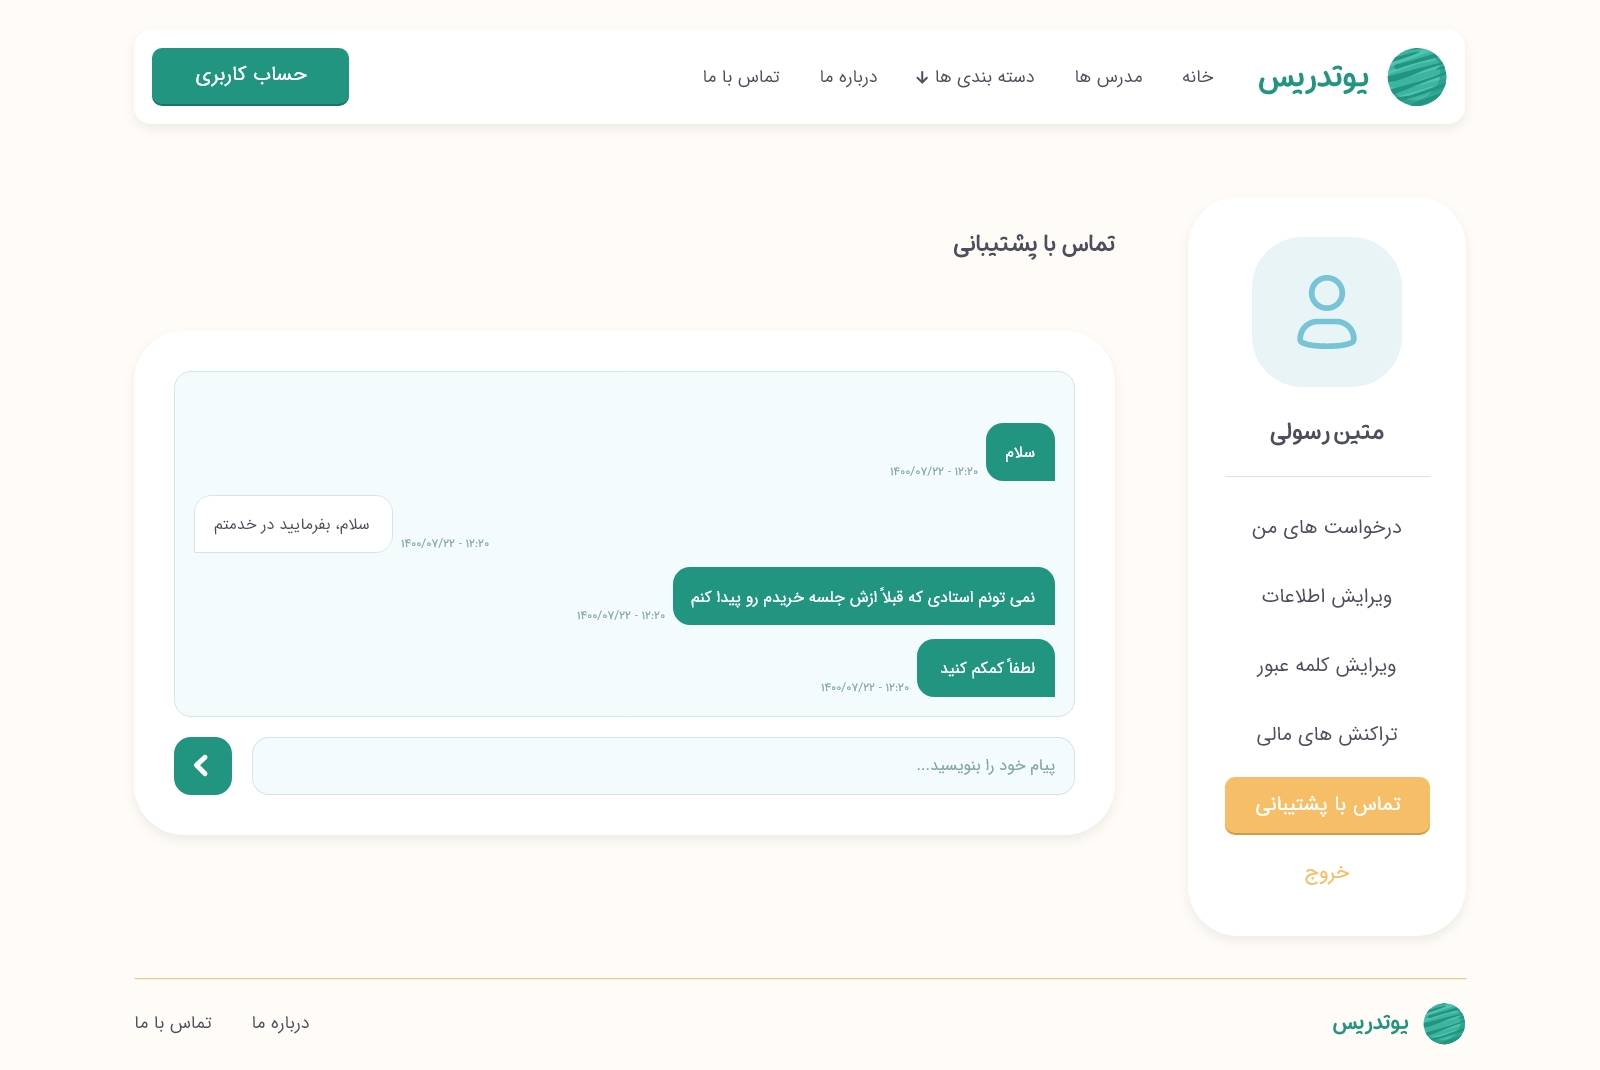 یوتدریس
خانه
مدرس ها
دسته بندی ها
درباره ما
تماس با ما
حساب کاربری
متین رسولی
درخواست های من
ویرایش اطلاعات
ویرایش کلمه عبور
تراکنش های مالی
تماس با پشتیبانی
خروج
تماس با پشتیبانی
سلام
۱۴۰۰/۰۷/۲۲ - ۱۲:۲۰
سلام، بفرمایید در خدمتم
۱۴۰۰/۰۷/۲۲ - ۱۲:۲۰
نمی تونم استادی که قبلاً ازش جلسه خریدم رو پیدا کنم
۱۴۰۰/۰۷/۲۲ - ۱۲:۲۰
لطفاً کمکم کنید
۱۴۰۰/۰۷/۲۲ - ۱۲:۲۰
پیام خود را بنویسید...
یوتدریس
درباره ما
تماس با ما